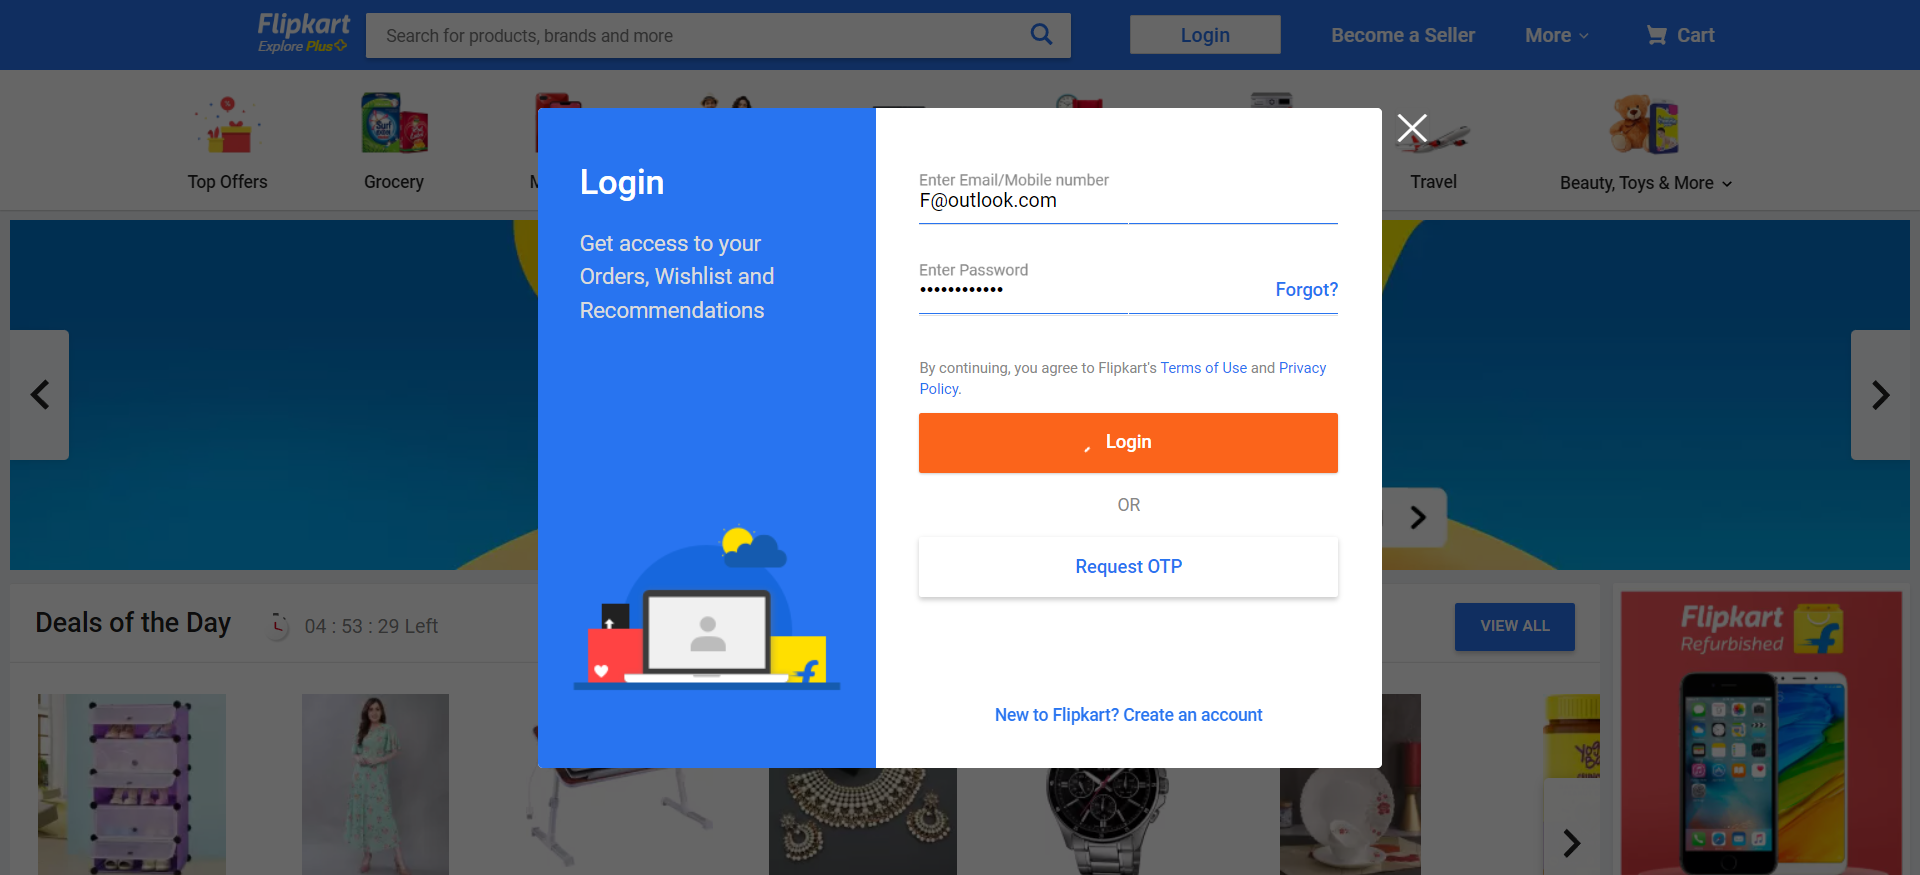 Flipkart
Explore Plus
Search for products, brands and more
Login
Become a Seller
More
Cart
Top Offers
Grocery
M
Travel
Beauty, Toys & More
Login
Get access to your
Orders, Wishlist and
Recommendations
Enter Email/Mobile number
F@outlook.com
Enter Password
••••••••••••
Forgot?
By continuing, you agree to Flipkart's Terms of Use and Privacy
Policy.
Login
OR
Request OTP
New to Flipkart? Create an account
Deals of the Day
04 : 53 : 29 Left
VIEW ALL
Flipkart
Refurbished
Surf